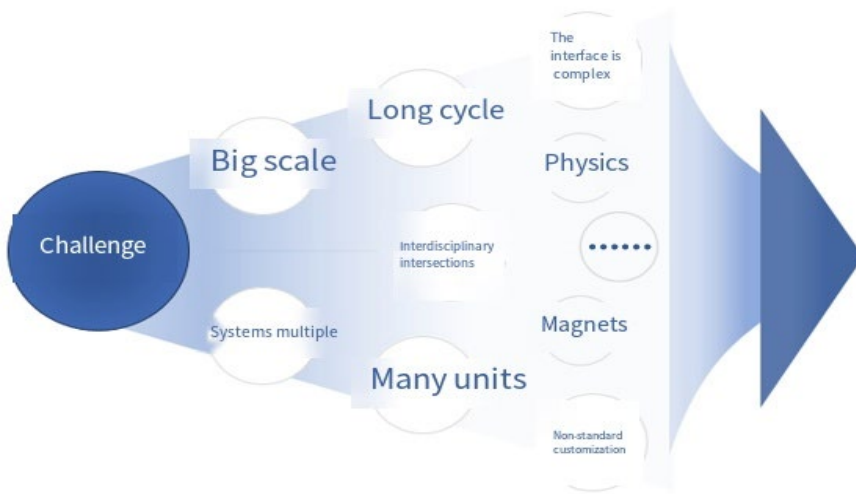 Challenge
Big scale
Systems multiple
Long cycle
Interdisciplinary
intersections
Many units
The
interface is
complex
Physics
......
Magnets
Non-standard
customization